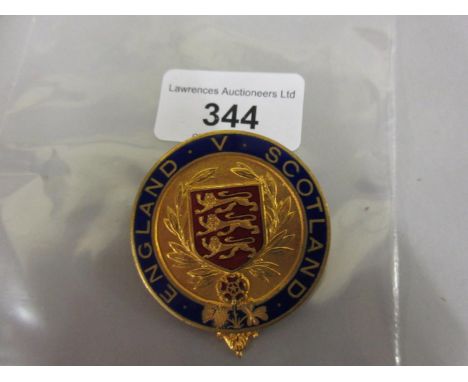 Lawrences Auctioneers Ltd
344
ENGLAND · V · SCOTLAND